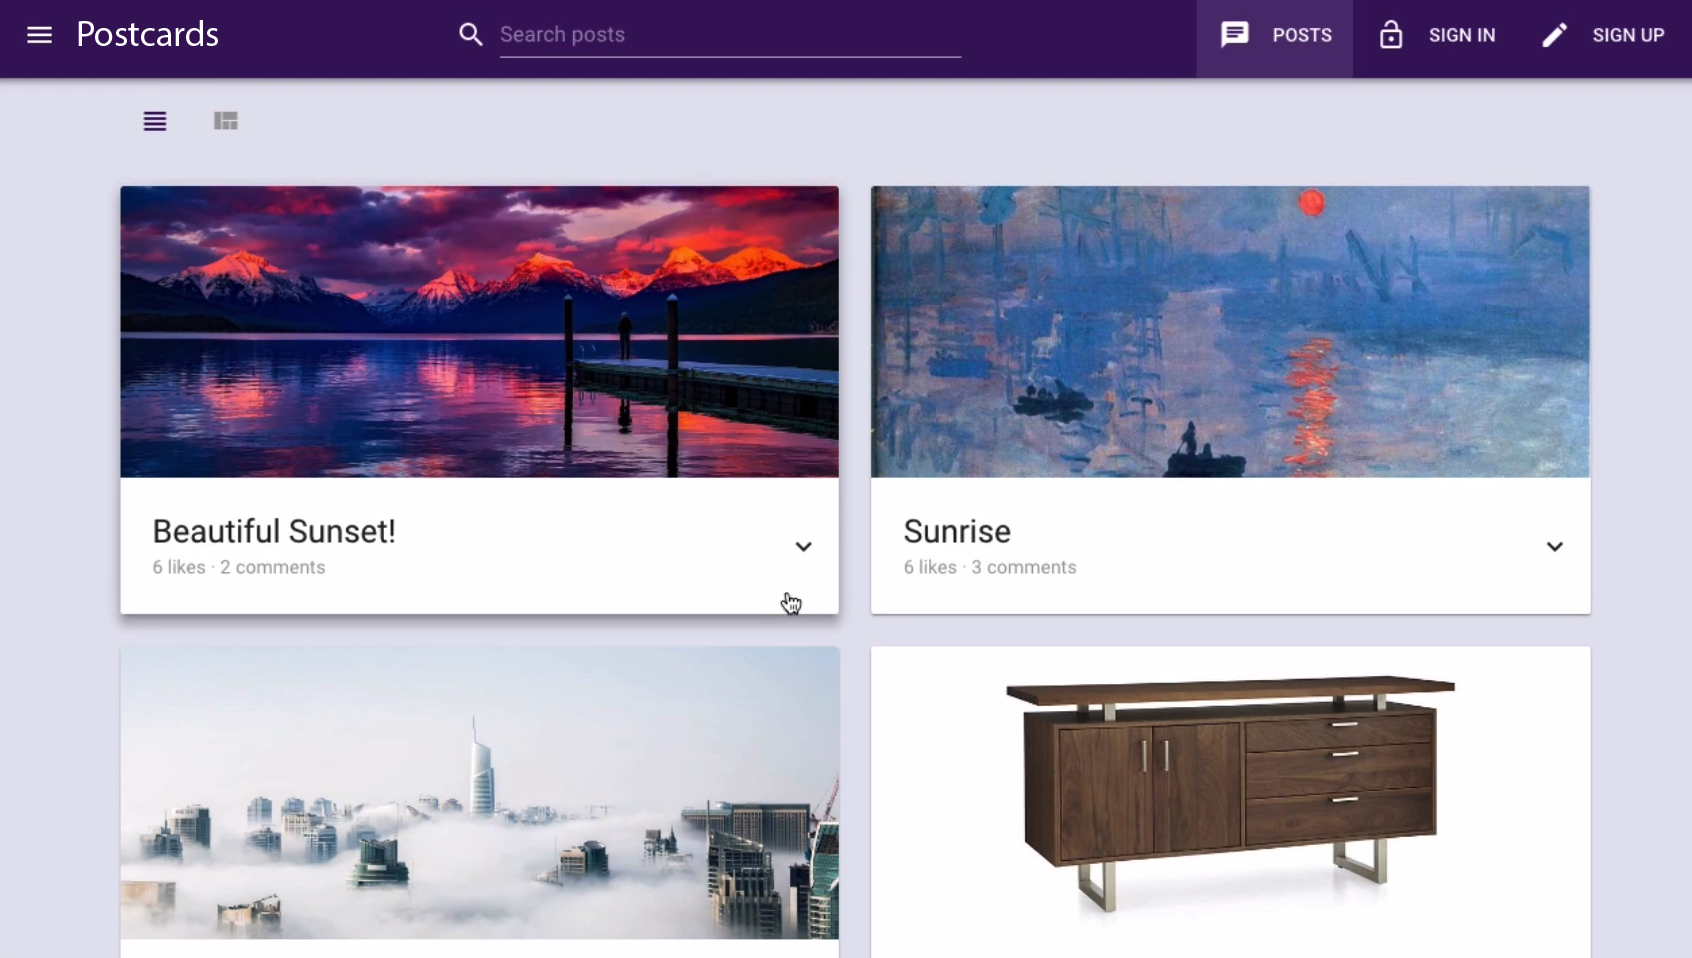 Postcards
Search posts
POSTS
SIGN IN
SIGN UP
Beautiful Sunset!
6 likes · 2 comments
Sunrise
6 likes · 3 comments